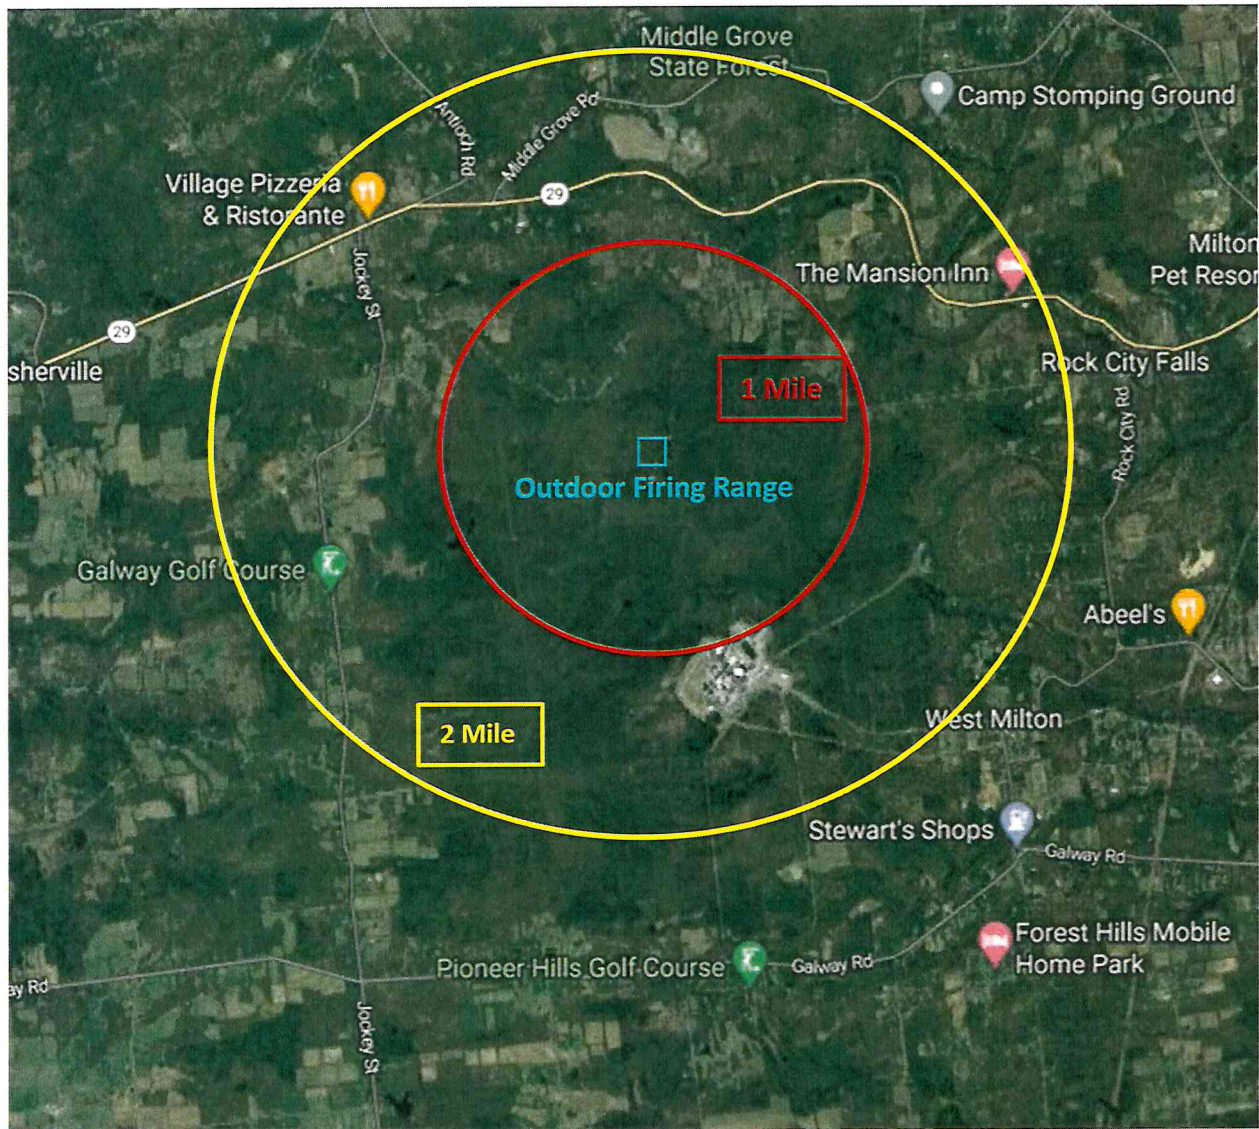 Middle Grove
State Forest
Camp Stomping Ground
Antioch Rd
Middle Grove Rd
Village Pizzeria
& Ristorante
29
Jockey St
The Mansion Inn
Milton
Pet Resor
29
sherville
Rock City Falls
1 Mile
Rock City Rd
Outdoor Firing Range
Galway Golf Course
Abeel's
2 Mile
West Milton
Stewart's Shops
Galway Rd
Forest Hills Mobile
Home Park
Pioneer Hills Golf Course
Galway Rd
ay Rd
Jockey St